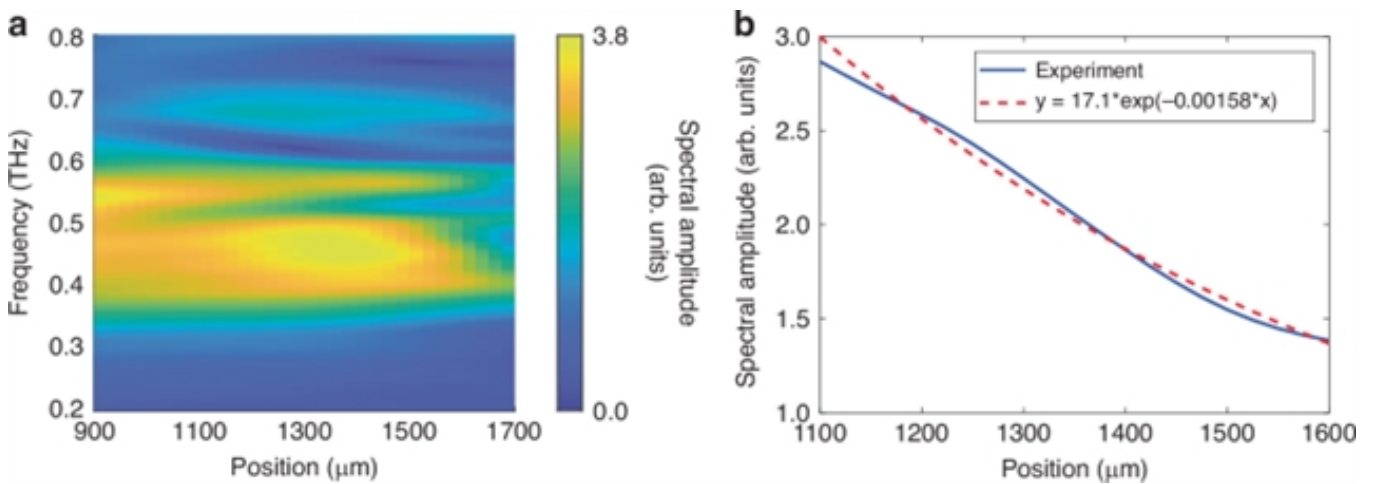 a
0.8
0.7
0.6
0.5
0.4
0.3
0.2
Frequency (THz)
900 1100 1300 1500 1700
Position (μm)
3.8
0.0
Spectral amplitude
(arb. units)
b
3.0
2.5
2.0
1.5
1.0
Spectral amplitude (arb. units)
Experiment
y = 17.1*exp(−0.00158*x)
1100 1200 1300 1400 1500 1600
Position (μm)